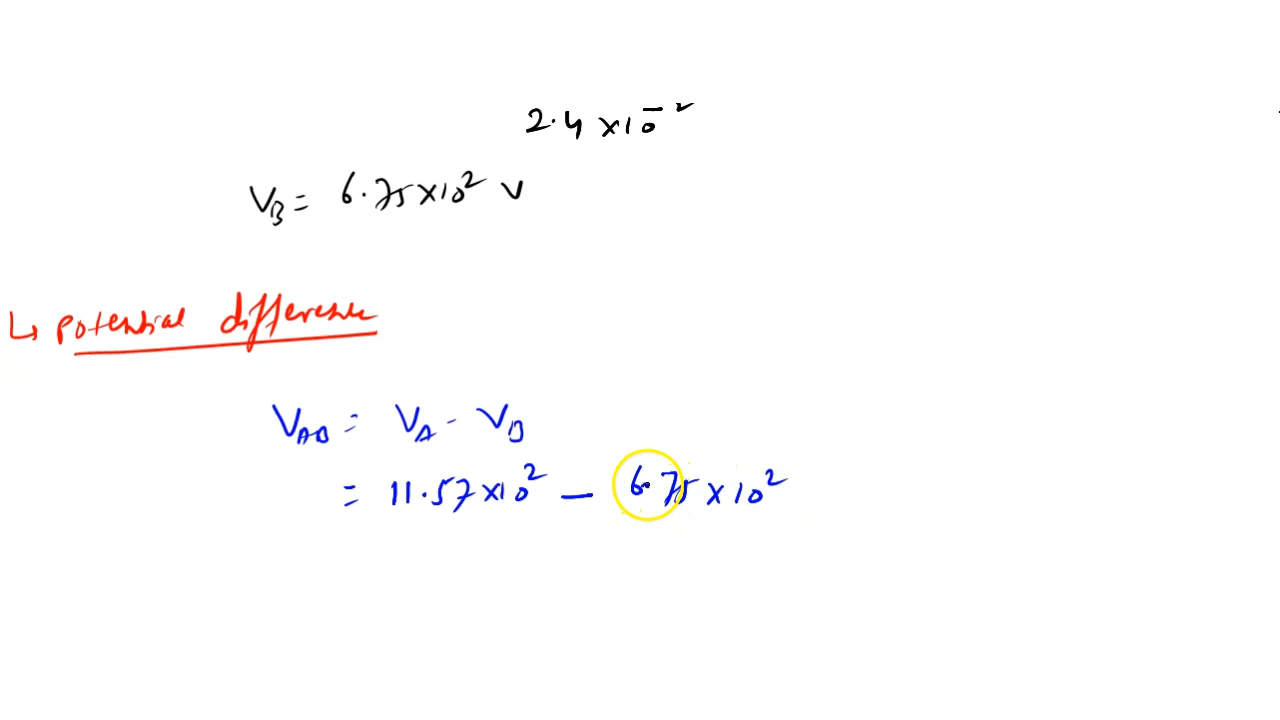 2.4 ×10⁻²
V_B = 6.75×10² V
↳ Potential difference
V_AB = V_A - V_B
= 11.57×10² – 6.75 ×10²